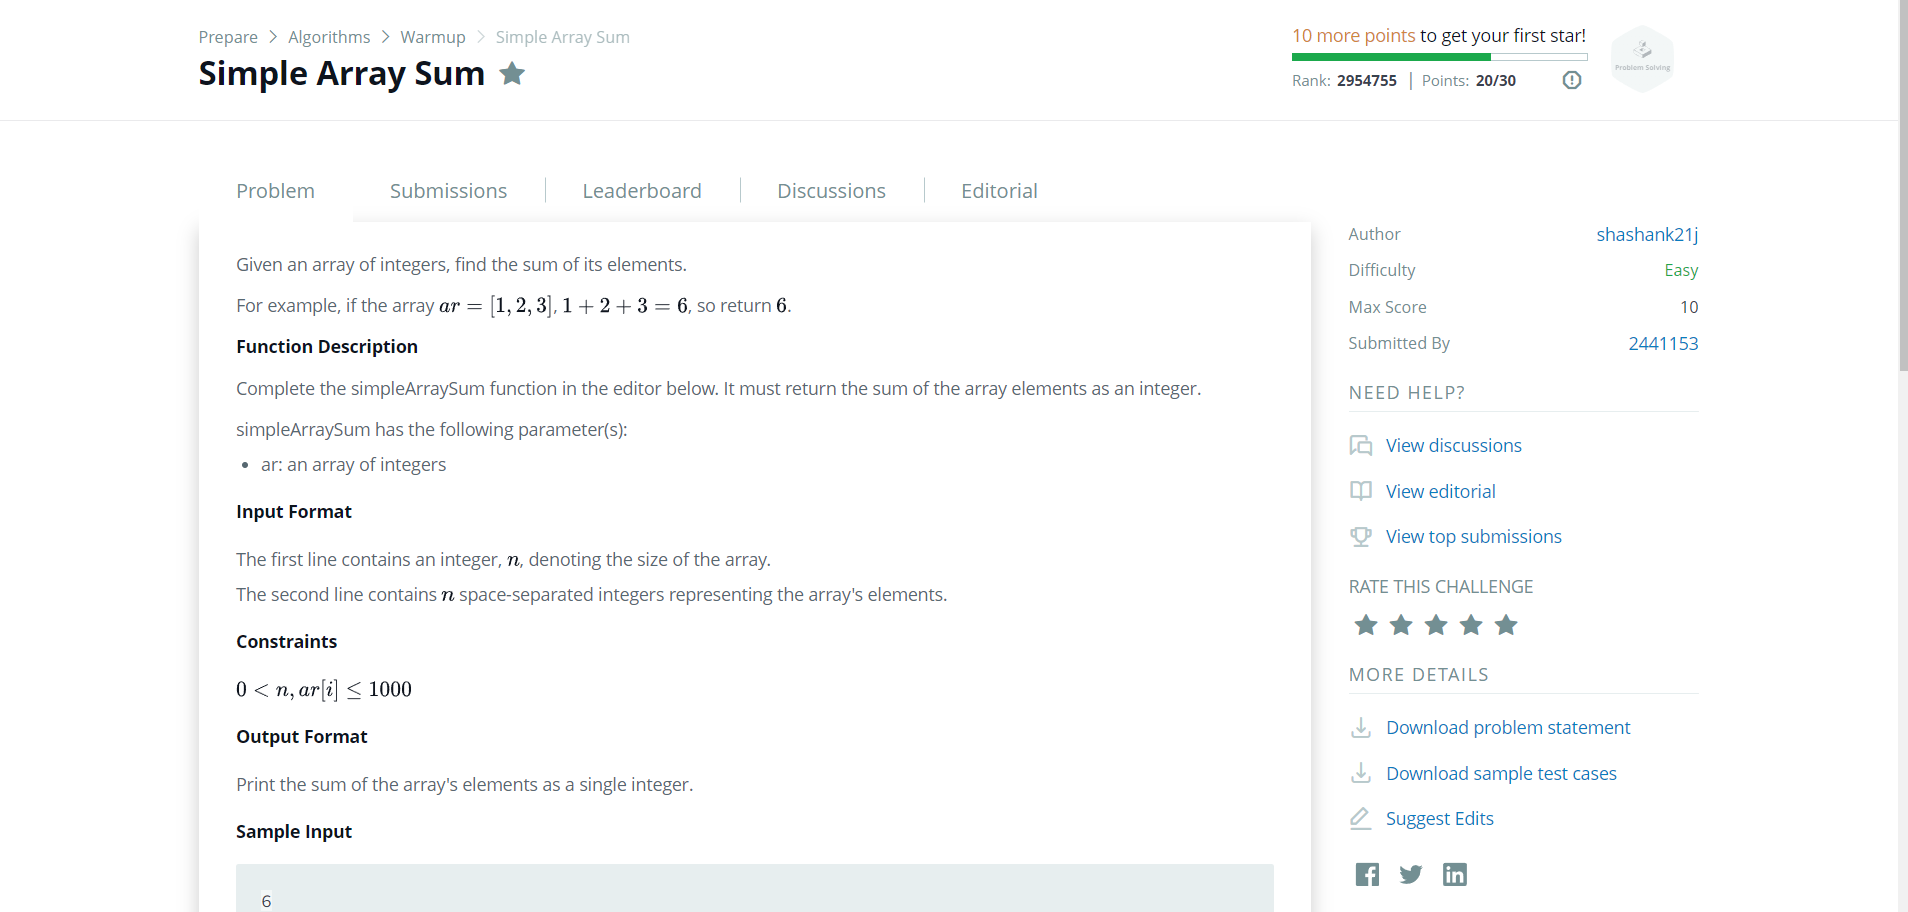 Prepare > Algorithms > Warmup > Simple Array Sum
Simple Array Sum
10 more points to get your first star!
Rank: 2954755 | Points: 20/30
Problem Solving
Problem
Submissions
Leaderboard
Discussions
Editorial
Given an array of integers, find the sum of its elements.
For example, if the array ar = [1, 2, 3], 1 + 2 + 3 = 6, so return 6.
Function Description
Complete the simpleArraySum function in the editor below. It must return the sum of the array elements as an integer.
simpleArraySum has the following parameter(s):
• ar: an array of integers
Input Format
The first line contains an integer, n, denoting the size of the array.
The second line contains n space-separated integers representing the array's elements.
Constraints
0 < n, ar[i] ≤ 1000
Output Format
Print the sum of the array's elements as a single integer.
Sample Input
6
Author shashank21j
Difficulty Easy
Max Score 10
Submitted By 2441153
NEED HELP?
View discussions
View editorial
View top submissions
RATE THIS CHALLENGE
MORE DETAILS
Download problem statement
Download sample test cases
Suggest Edits